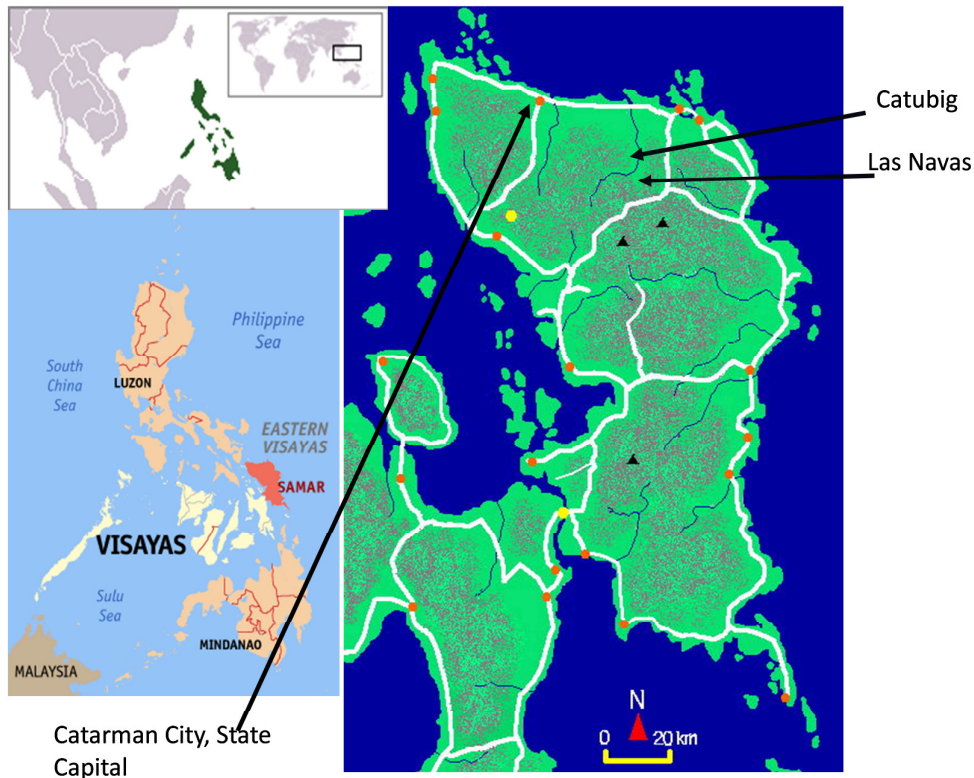 Catubig
Las Navas
Philippine
Sea
South
China
Sea
LUZON
EASTERN
VISAYAS
SAMAR
VISAYAS
Sulu
Sea
MINDANAO
MALAYSIA
N
0 20 km
Catarman City, State
Capital